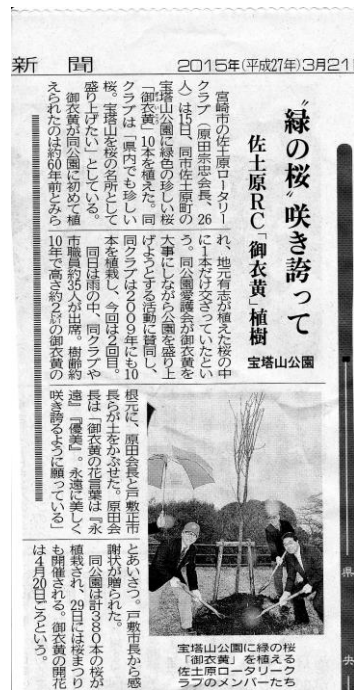 新聞
2015年(平成27年)3月21
〝緑の桜〟咲き誇って
佐土原RC「御衣黄」植樹
宝塔山公園
宮崎市の佐土原ロータリー
クラブ（原田宗忠会長、26
人）は15日、同市佐土原町の
宝塔山公園に緑色の珍しい桜
「御衣黄」10本を植えた。同
クラブは「県内でも珍しい
桜。宝塔山を桜の名所として
盛り上げたい」としている。
御衣黄が同公園に初めて植
えられたのは約60年前とみら
れ、地元有志が植えた桜の中
に1本だけ交ざっていたとい
う。同公園愛護会が御衣黄を
大事にしながら公園を盛り上
げようとする活動に賛同し、
同クラブは2009年にも10
本を植栽し、今回は2回目。
同日は雨の中、同クラブや
市職員約35人が出席。樹齢約
10年で高さ約2㍍の御衣黄の
根元に、原田会長と戸敷正市
長らが土をかぶせた。原田会
長は「御衣黄の花言葉は『永
遠』『優美』。永遠に美しく
咲き誇るように願っている」
とあいさつ。戸敷市長から感
謝状が贈られた。
同公園は計380本の桜が
植栽され、29日には桜まつり
も開催される。御衣黄の開花
は4月20日ごろという。
宝塔山公園に緑の桜
「御衣黄」を植える
佐土原ロータリーク
ラブのメンバーたち
県
央